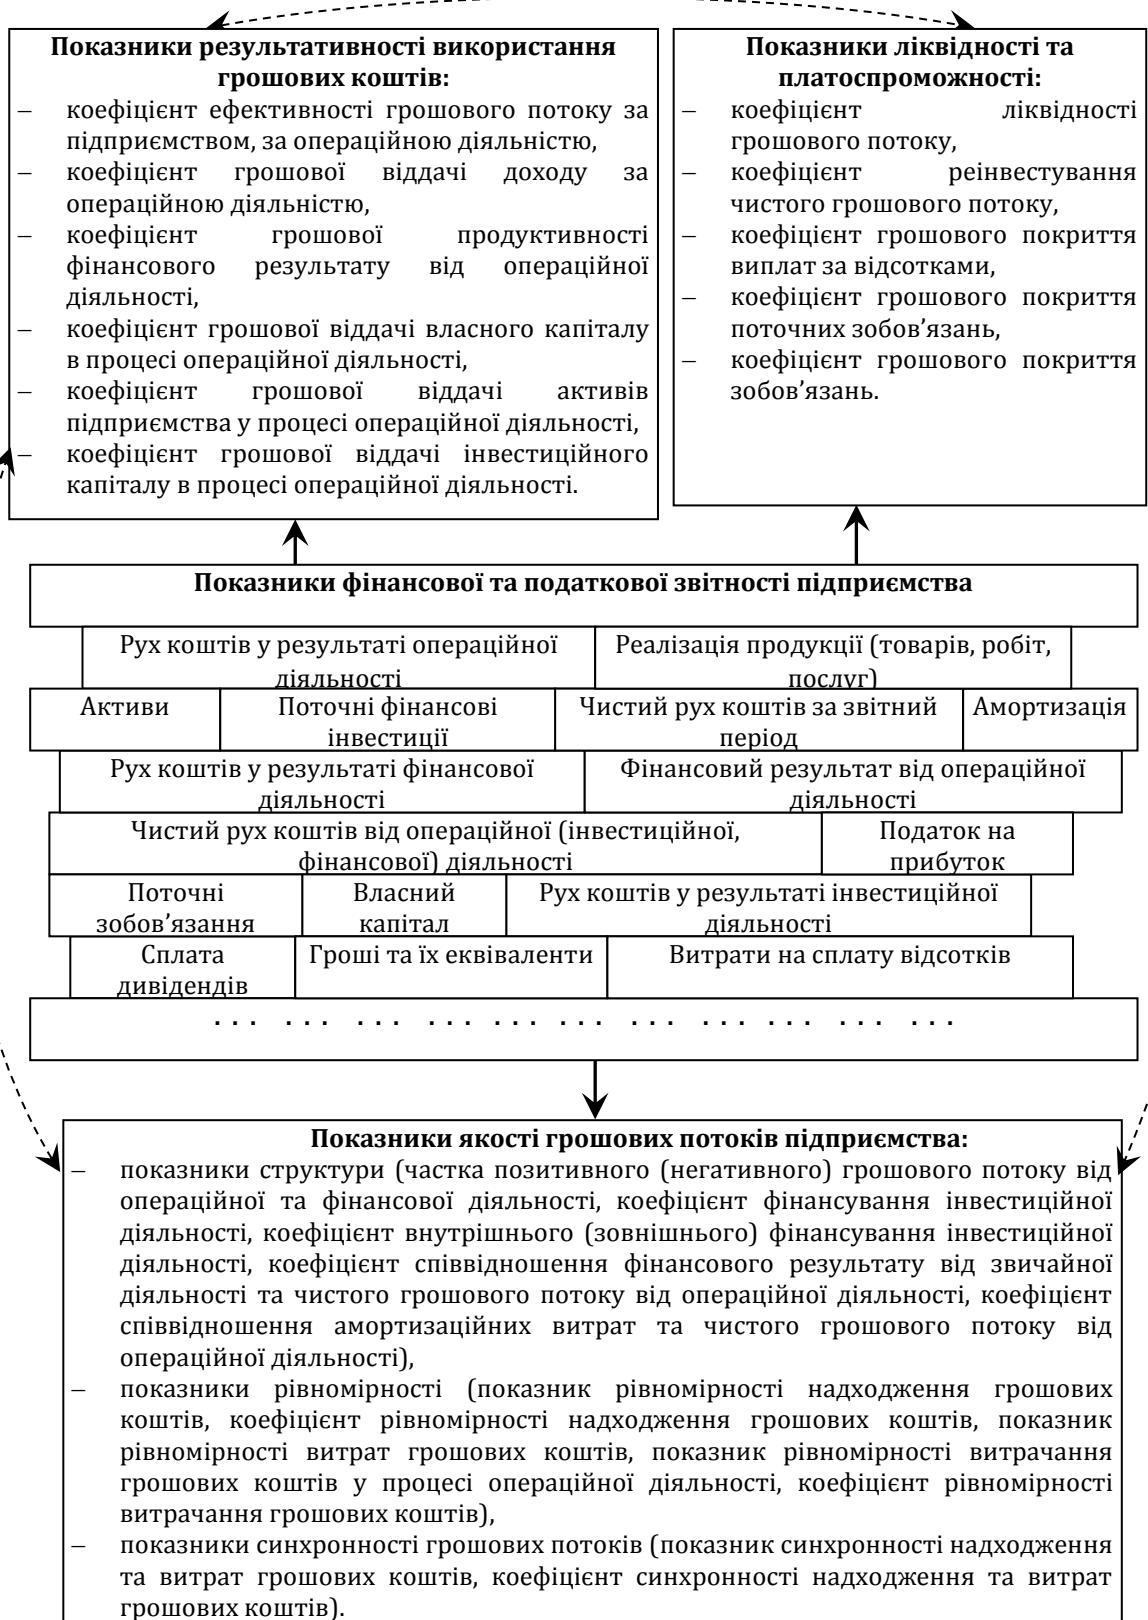 Показники результативності використання
грошових коштів:
– коефіцієнт ефективності грошового потоку за
підприємством, за операційною діяльністю,
– коефіцієнт грошової віддачі доходу за
операційною діяльністю,
– коефіцієнт грошової продуктивності
фінансового результату від операційної
діяльності,
– коефіцієнт грошової віддачі власного капіталу
в процесі операційної діяльності,
– коефіцієнт грошової віддачі активів
підприємства у процесі операційної діяльності,
– коефіцієнт грошової віддачі інвестиційного
капіталу в процесі операційної діяльності.
Показники ліквідності та
платоспроможності:
– коефіцієнт ліквідності
грошового потоку,
– коефіцієнт реінвестування
чистого грошового потоку,
– коефіцієнт грошового покриття
виплат за відсотками,
– коефіцієнт грошового покриття
поточних зобов’язань,
– коефіцієнт грошового покриття
зобов’язань.
Показники фінансової та податкової звітності підприємства
Рух коштів у результаті операційної
діяльності
Реалізація продукції (товарів, робіт,
послуг)
Активи
Поточні фінансові
інвестиції
Чистий рух коштів за звітний
період
Амортизація
Рух коштів у результаті фінансової
діяльності
Фінансовий результат від операційної
діяльності
Чистий рух коштів від операційної (інвестиційної,
фінансової) діяльності
Податок на
прибуток
Поточні
зобов’язання
Власний
капітал
Рух коштів у результаті інвестиційної
діяльності
Сплата
дивідендів
Гроші та їх еквіваленти
Витрати на сплату відсотків
... ... ... ... ... ... ... ... ... ... ...
Показники якості грошових потоків підприємства:
– показники структури (частка позитивного (негативного) грошового потоку від
операційної та фінансової діяльності, коефіцієнт фінансування інвестиційної
діяльності, коефіцієнт внутрішнього (зовнішнього) фінансування інвестиційної
діяльності, коефіцієнт співвідношення фінансового результату від звичайної
діяльності та чистого грошового потоку від операційної діяльності, коефіцієнт
співвідношення амортизаційних витрат та чистого грошового потоку від
операційної діяльності),
– показники рівномірності (показник рівномірності надходження грошових
коштів, коефіцієнт рівномірності надходження грошових коштів, показник
рівномірності витрат грошових коштів, показник рівномірності витрачання
грошових коштів у процесі операційної діяльності, коефіцієнт рівномірності
витрачання грошових коштів),
– показники синхронності грошових потоків (показник синхронності надходження
та витрат грошових коштів, коефіцієнт синхронності надходження та витрат
грошових коштів).